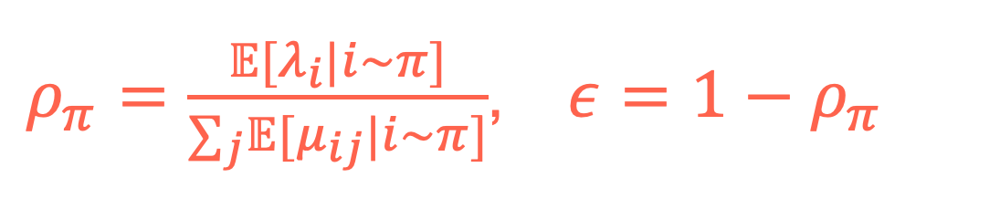 ρ_π = 𝔼[λ_i|i~π] / ∑_j 𝔼[μ_ij|i~π], ϵ = 1 − ρ_π